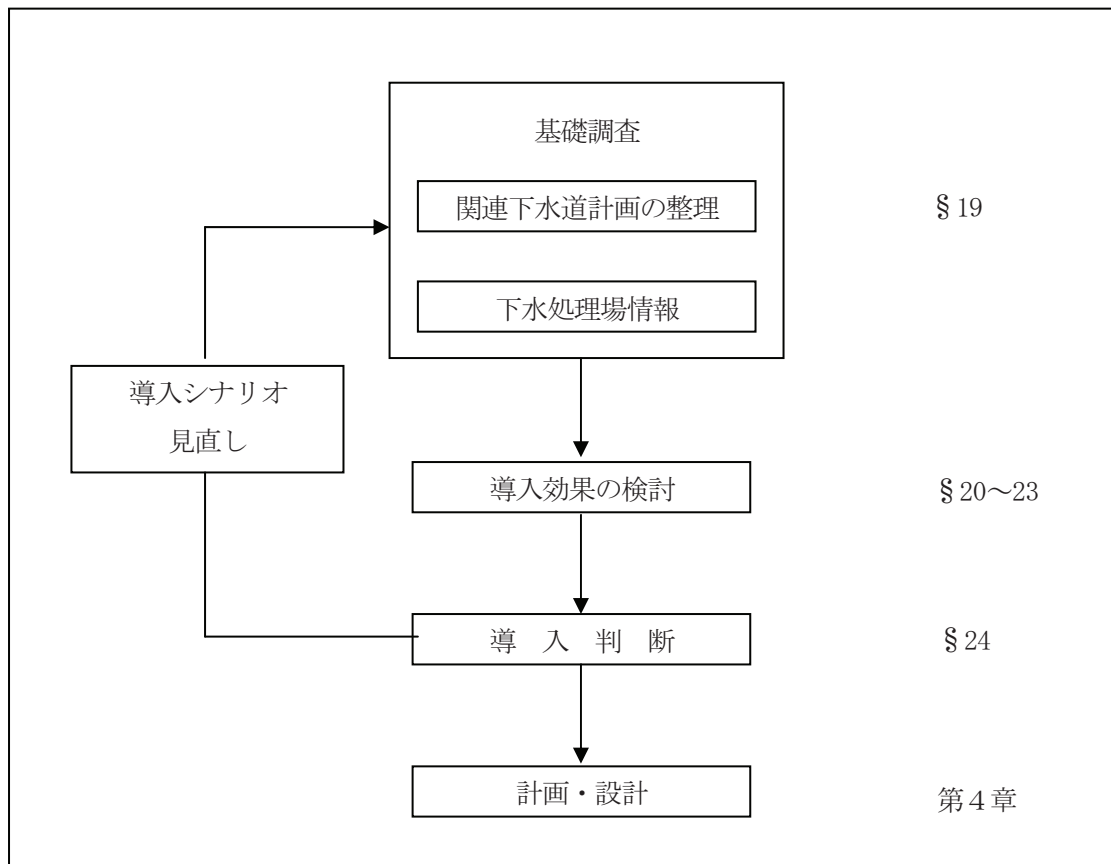 基礎調査
関連下水道計画の整理
§19
下水処理場情報
導入シナリオ
見直し
導入効果の検討
§20～23
導　入　判　断
§24
計画・設計
第４章